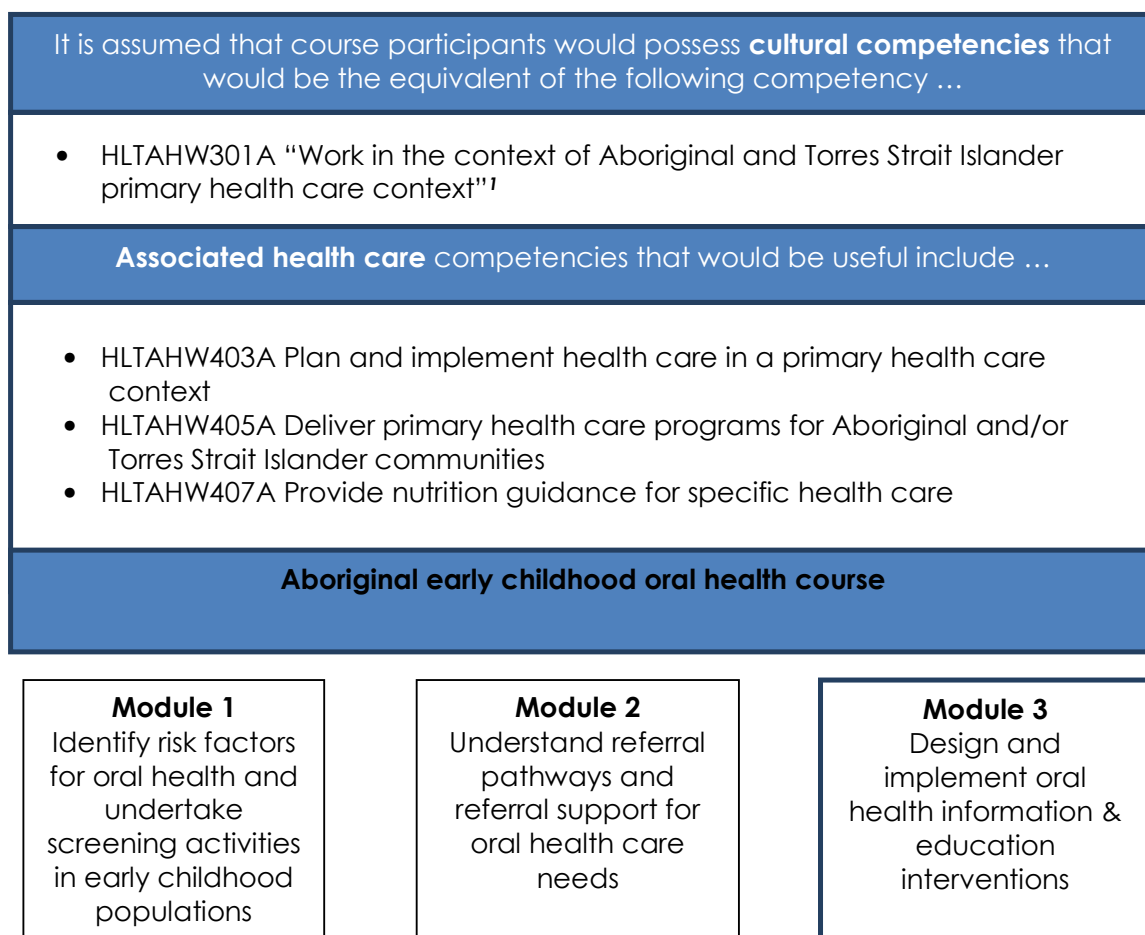 It is assumed that course participants would possess cultural competencies that
would be the equivalent of the following competency …
• HLTAHW301A “Work in the context of Aboriginal and Torres Strait Islander
primary health care context”1
Associated health care competencies that would be useful include …
• HLTAHW403A Plan and implement health care in a primary health care
context
• HLTAHW405A Deliver primary health care programs for Aboriginal and/or
Torres Strait Islander communities
• HLTAHW407A Provide nutrition guidance for specific health care
Aboriginal early childhood oral health course
Module 1
Identify risk factors
for oral health and
undertake
screening activities
in early childhood
populations
Module 2
Understand referral
pathways and
referral support for
oral health care
needs
Module 3
Design and
implement oral
health information &
education
interventions